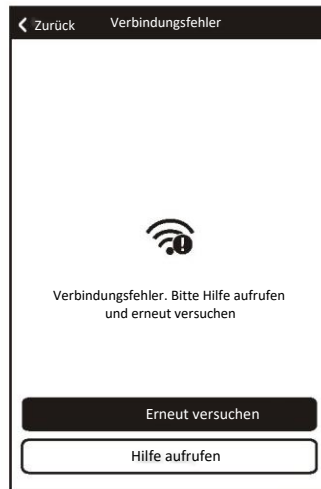 Zurück Verbindungsfehler
Verbindungsfehler. Bitte Hilfe aufrufen
und erneut versuchen
Erneut versuchen
Hilfe aufrufen